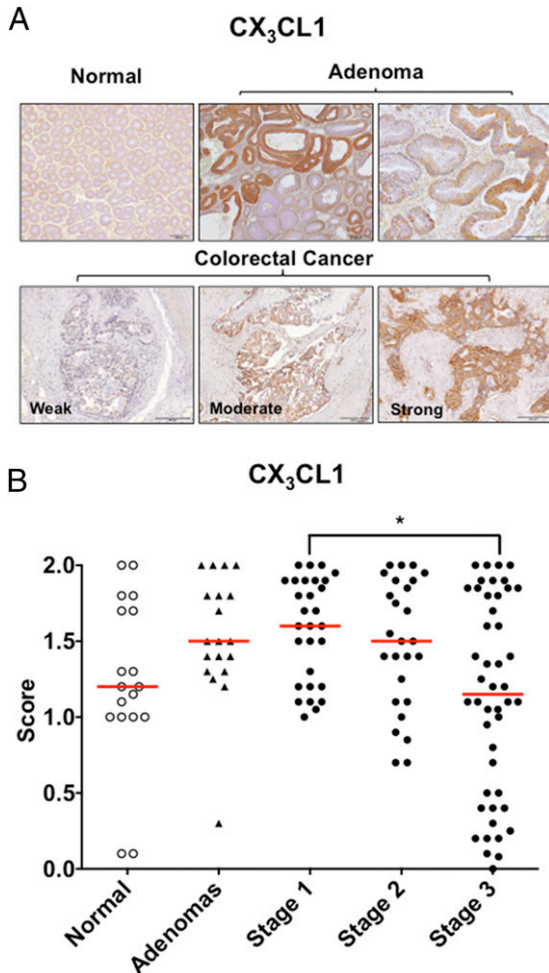 A
CX₃CL1
Normal
Adenoma
Colorectal Cancer
Weak
Moderate
Strong
B
CX₃CL1
*
2.0
1.5
1.0
0.5
0.0
Score
Normal
Adenomas
Stage 1
Stage 2
Stage 3